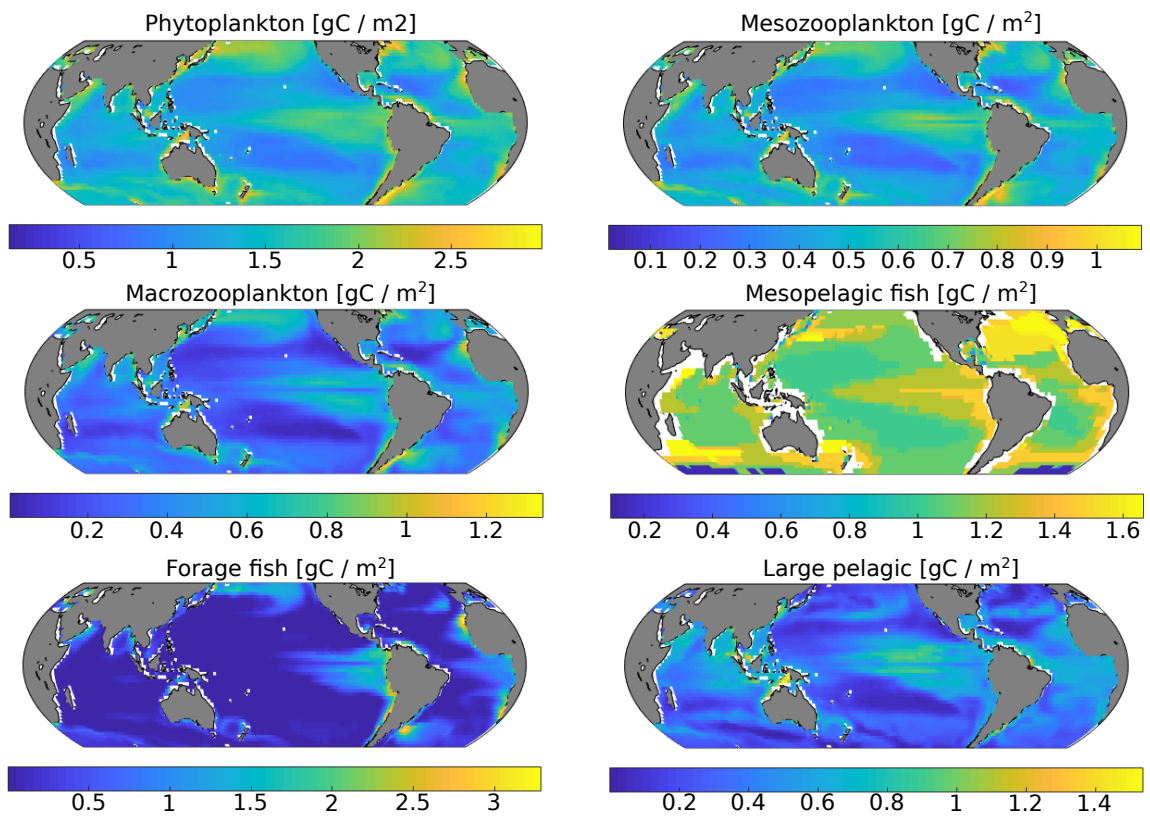 Phytoplankton [gC / m2]
0.5 1 1.5 2 2.5
Mesozooplankton [gC / m²]
0.1 0.2 0.3 0.4 0.5 0.6 0.7 0.8 0.9 1
Macrozooplankton [gC / m²]
0.2 0.4 0.6 0.8 1 1.2
Mesopelagic fish [gC / m²]
0.2 0.4 0.6 0.8 1 1.2 1.4 1.6
Forage fish [gC / m²]
0.5 1 1.5 2 2.5 3
Large pelagic [gC / m²]
0.2 0.4 0.6 0.8 1 1.2 1.4